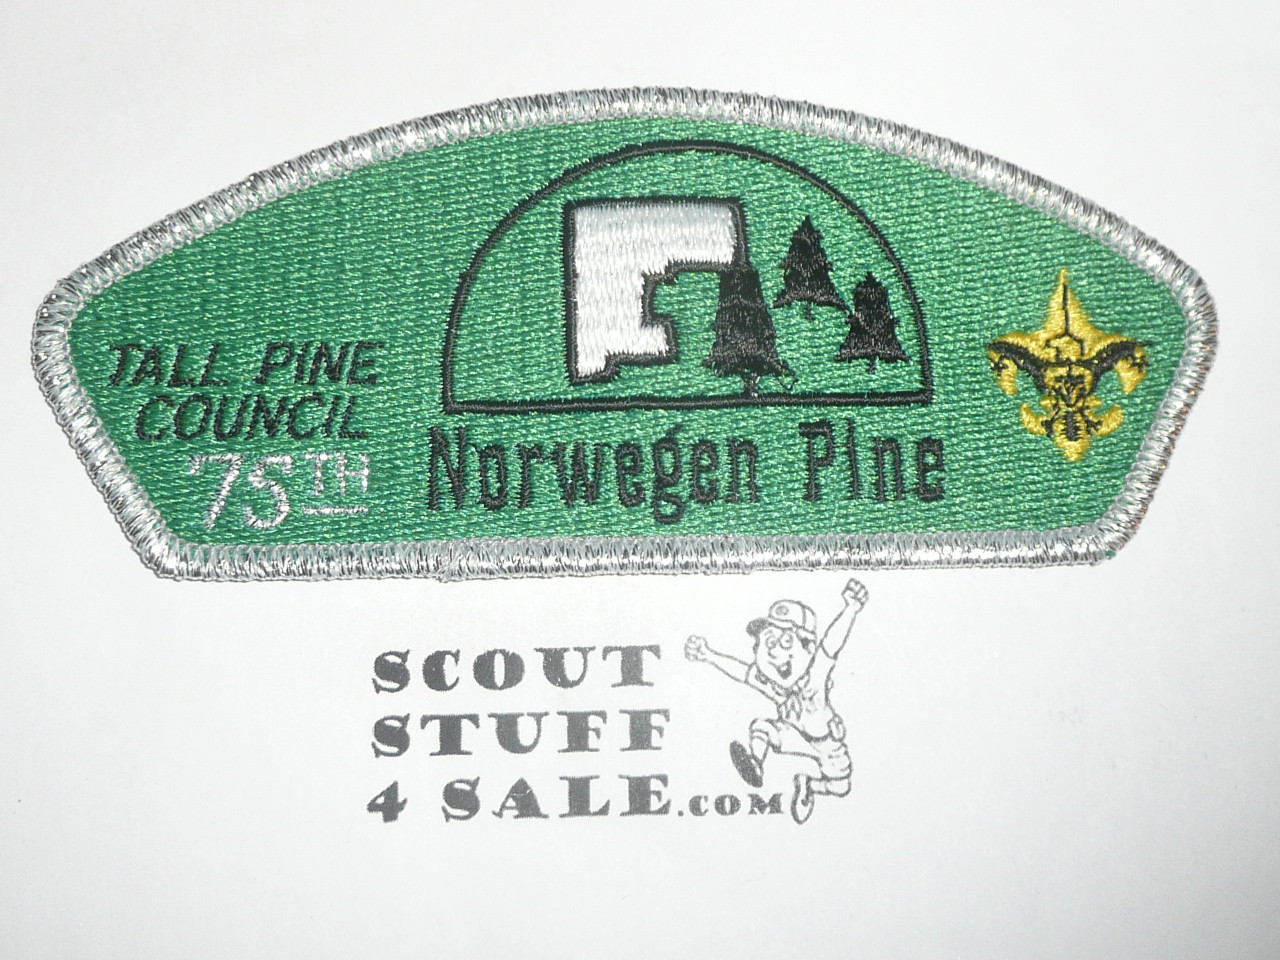 TALL PINE
COUNCIL
75TH
Norwegen Pine
SCOUT
STUFF
4 SALE.COM